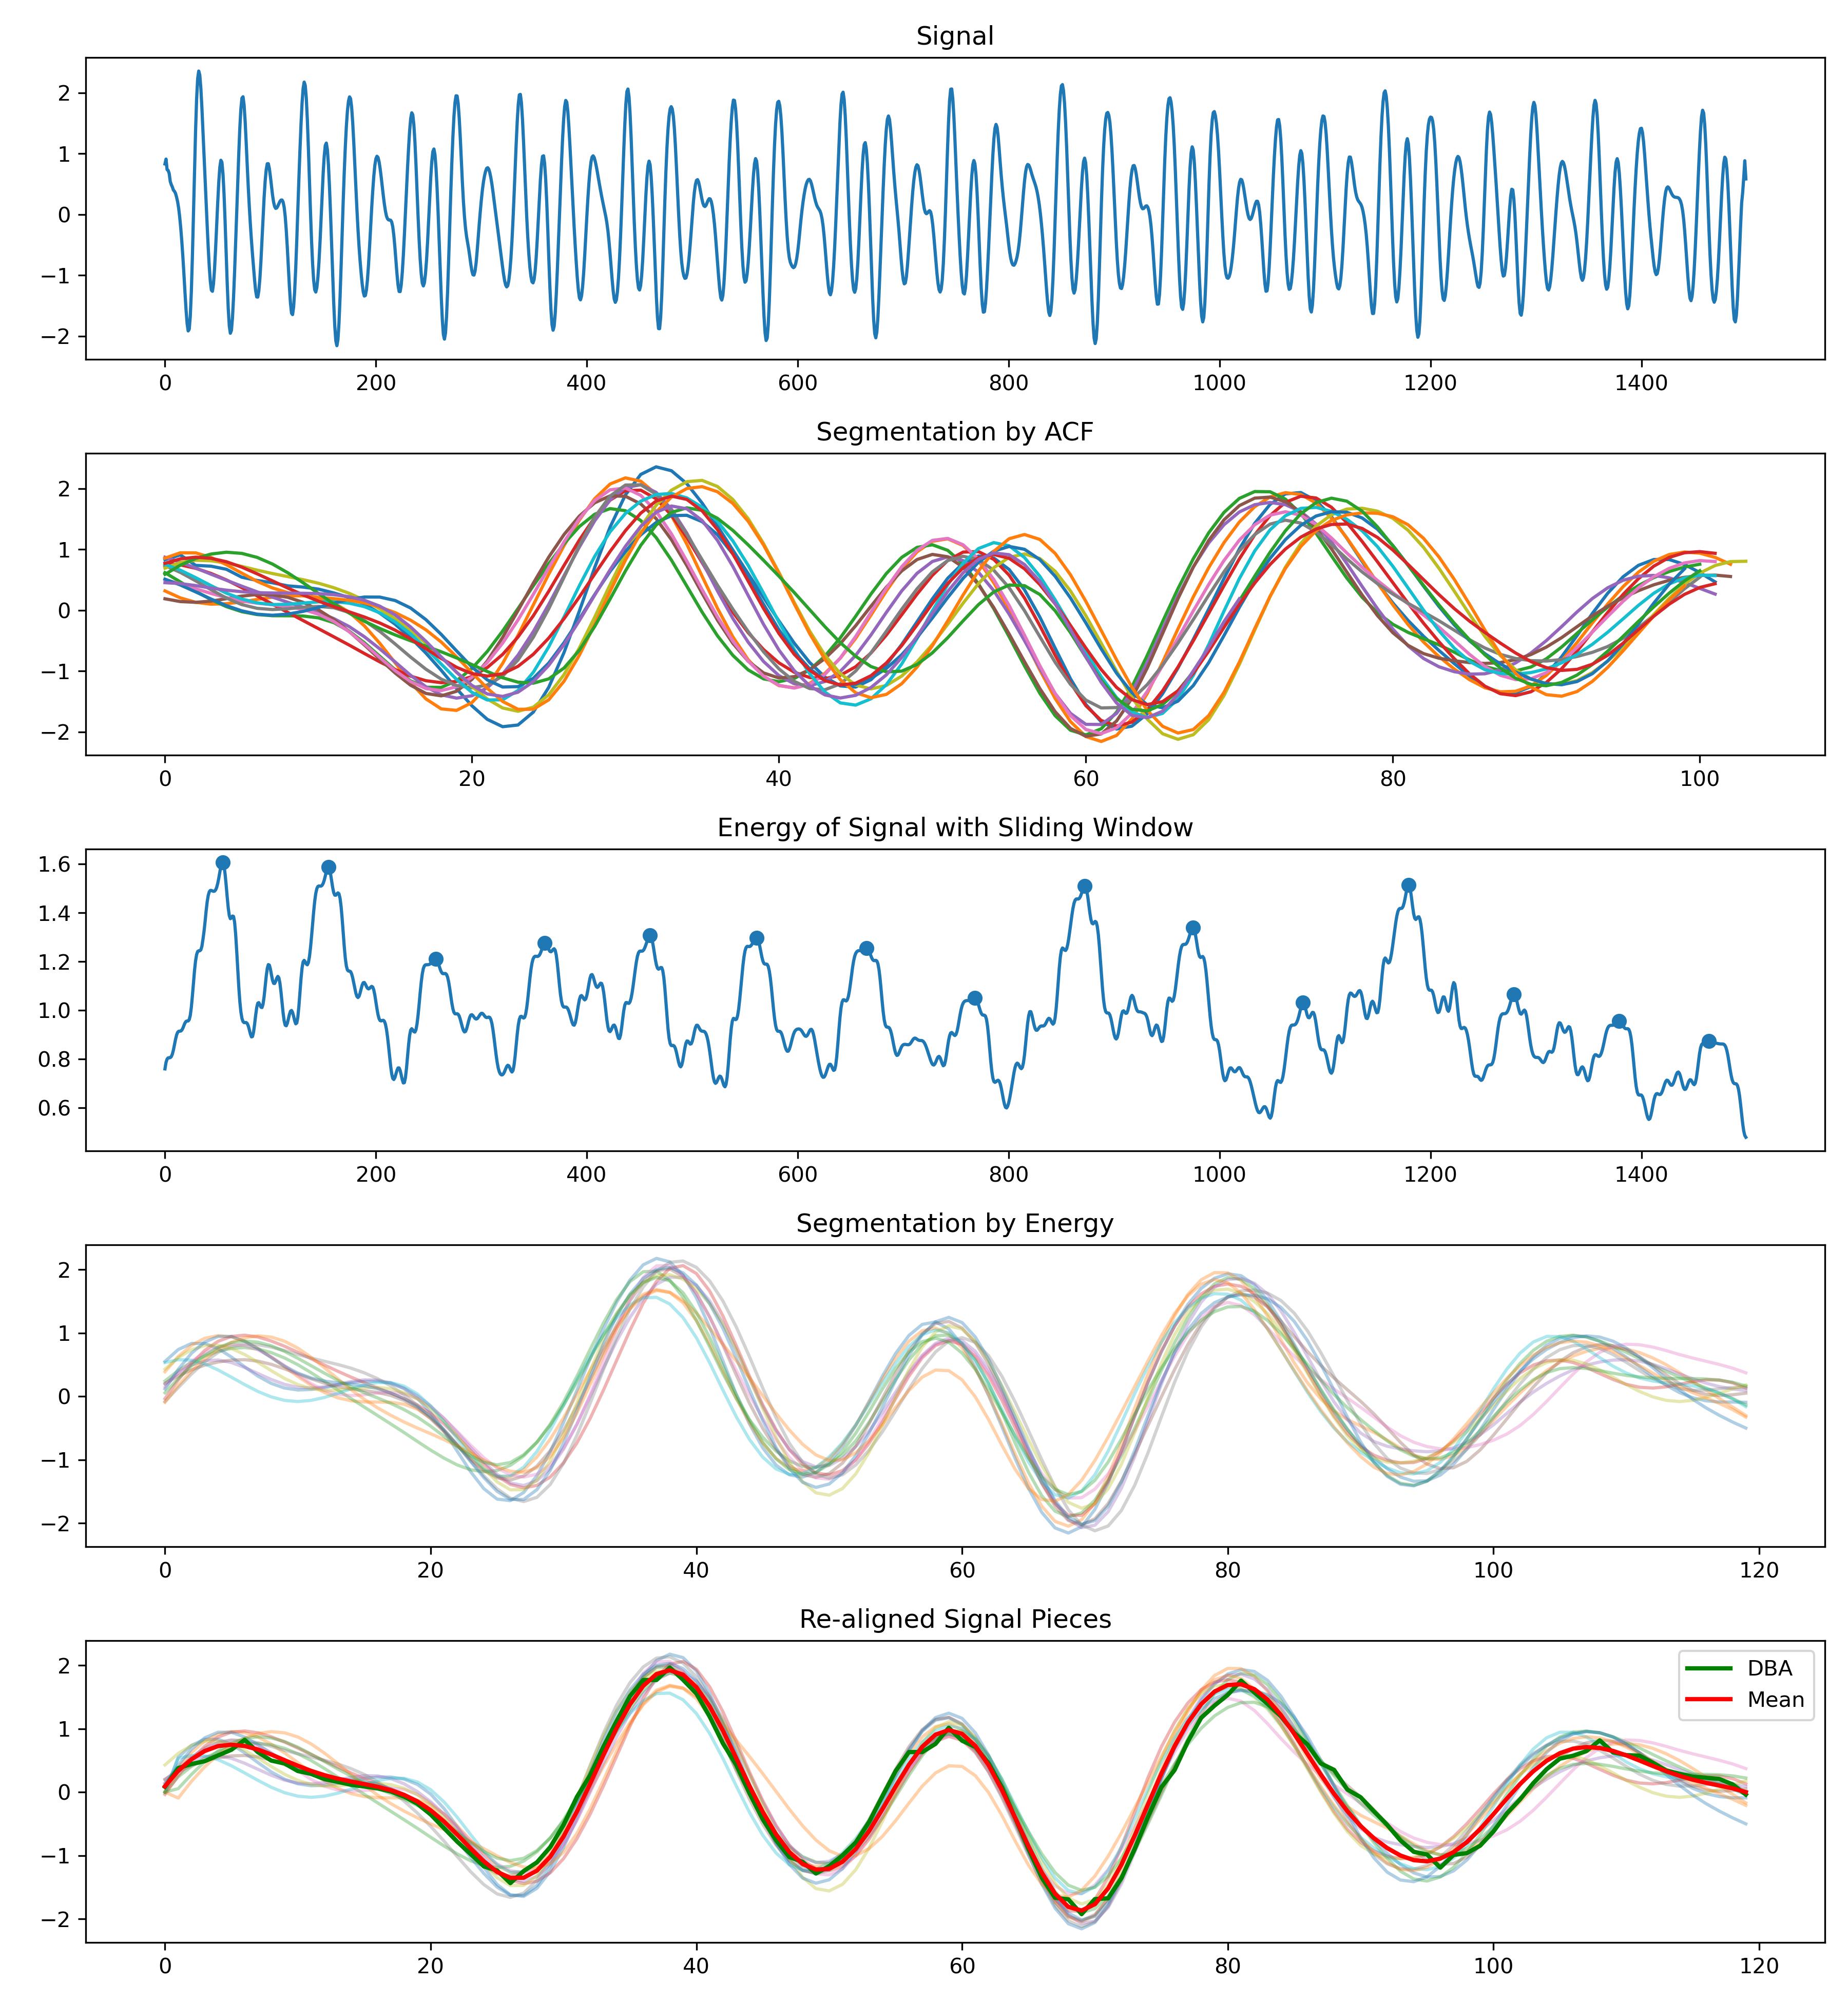 Signal
2
1
0
−1
−2
0 200 400 600 800 1000 1200 1400
Segmentation by ACF
2
1
0
−1
−2
0 20 40 60 80 100
Energy of Signal with Sliding Window
1.6
1.4
1.2
1.0
0.8
0.6
0 200 400 600 800 1000 1200 1400
Segmentation by Energy
2
1
0
−1
−2
0 20 40 60 80 100 120
Re-aligned Signal Pieces
DBA
Mean
2
1
0
−1
−2
0 20 40 60 80 100 120